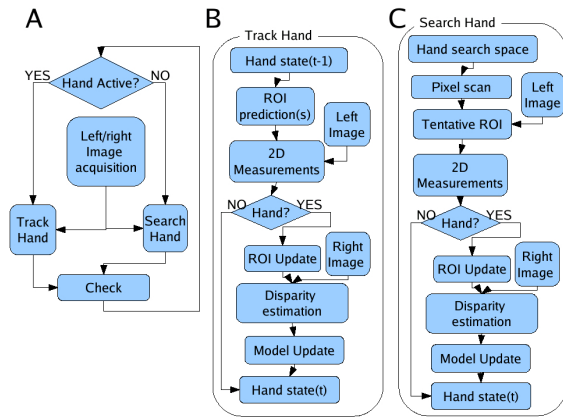 A
YES
Hand Active?
NO
Left/right
Image
acquisition
Track
Hand
Search
Hand
Check
B
Track Hand
Hand state(t-1)
ROI
prediction(s)
Left
Image
2D
Measurements
NO
Hand?
YES
ROI Update
Right
Image
Disparity
estimation
Model Update
Hand state(t)
C
Search Hand
Hand search space
Pixel scan
Left
Image
Tentative ROI
2D
Measurements
NO
Hand?
YES
ROI Update
Right
Image
Disparity
estimation
Model Update
Hand state(t)